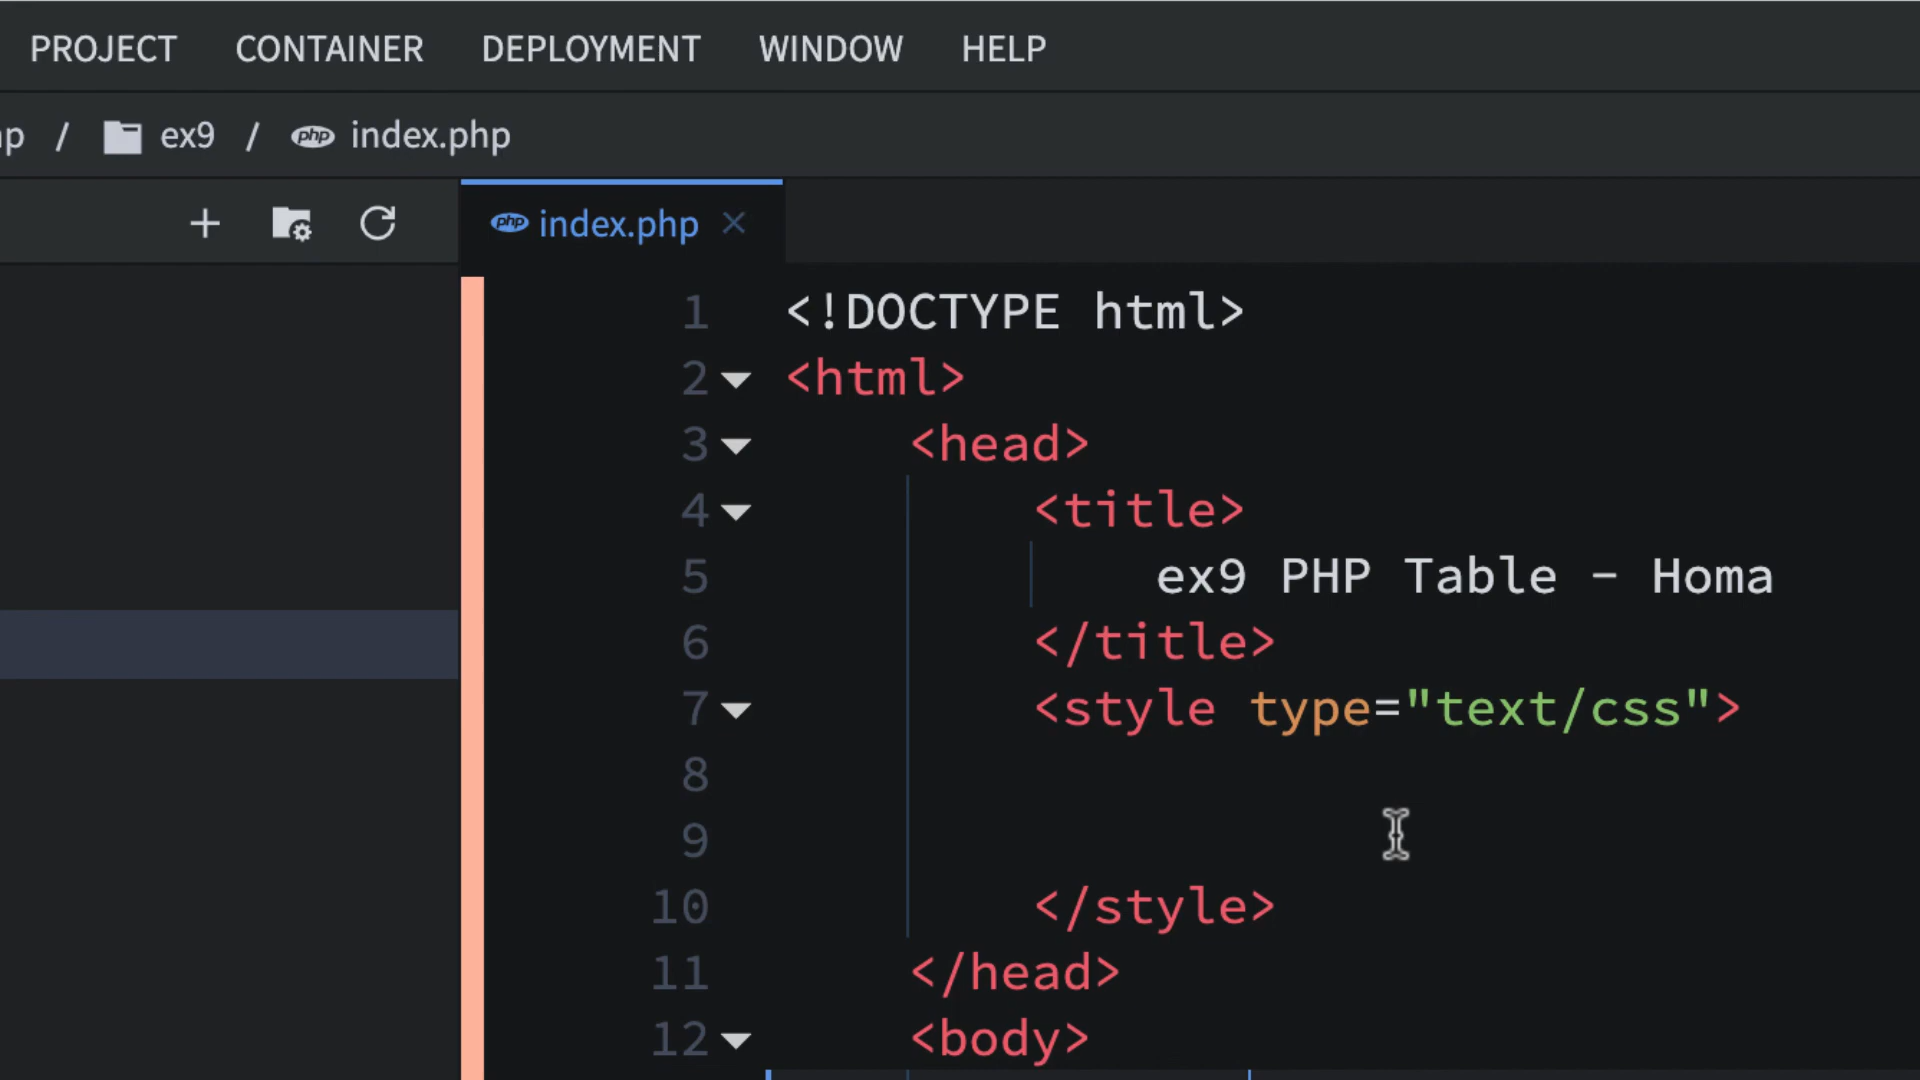 PROJECT CONTAINER DEPLOYMENT WINDOW HELP
/ ex9 / php index.php
php index.php
1 <!DOCTYPE html>
2 <html>
3 <head>
4 <title>
5 ex9 PHP Table - Homa
6 </title>
7 <style type="text/css">
8
9
10 </style>
11 </head>
12 <body>